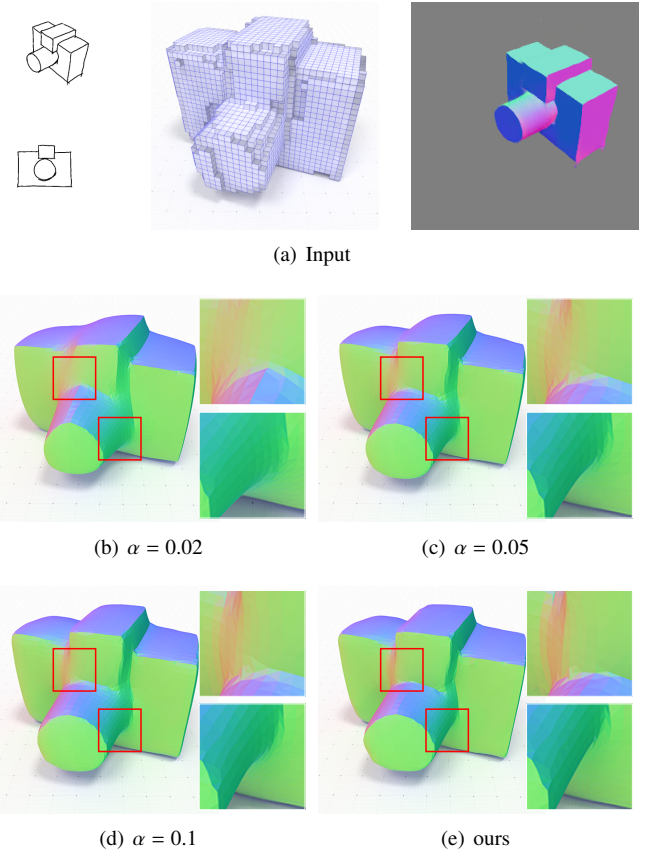 (a) Input
(b) α = 0.02
(c) α = 0.05
(d) α = 0.1
(e) ours